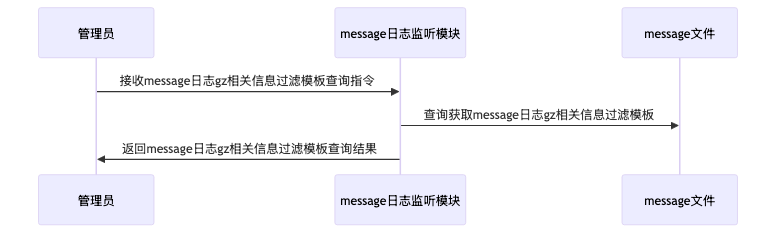 管理员
message日志监听模块
message文件
接收message日志gz相关信息过滤模板查询指令
查询获取message日志gz相关信息过滤模板
返回message日志gz相关信息过滤模板查询结果
管理员
message日志监听模块
message文件